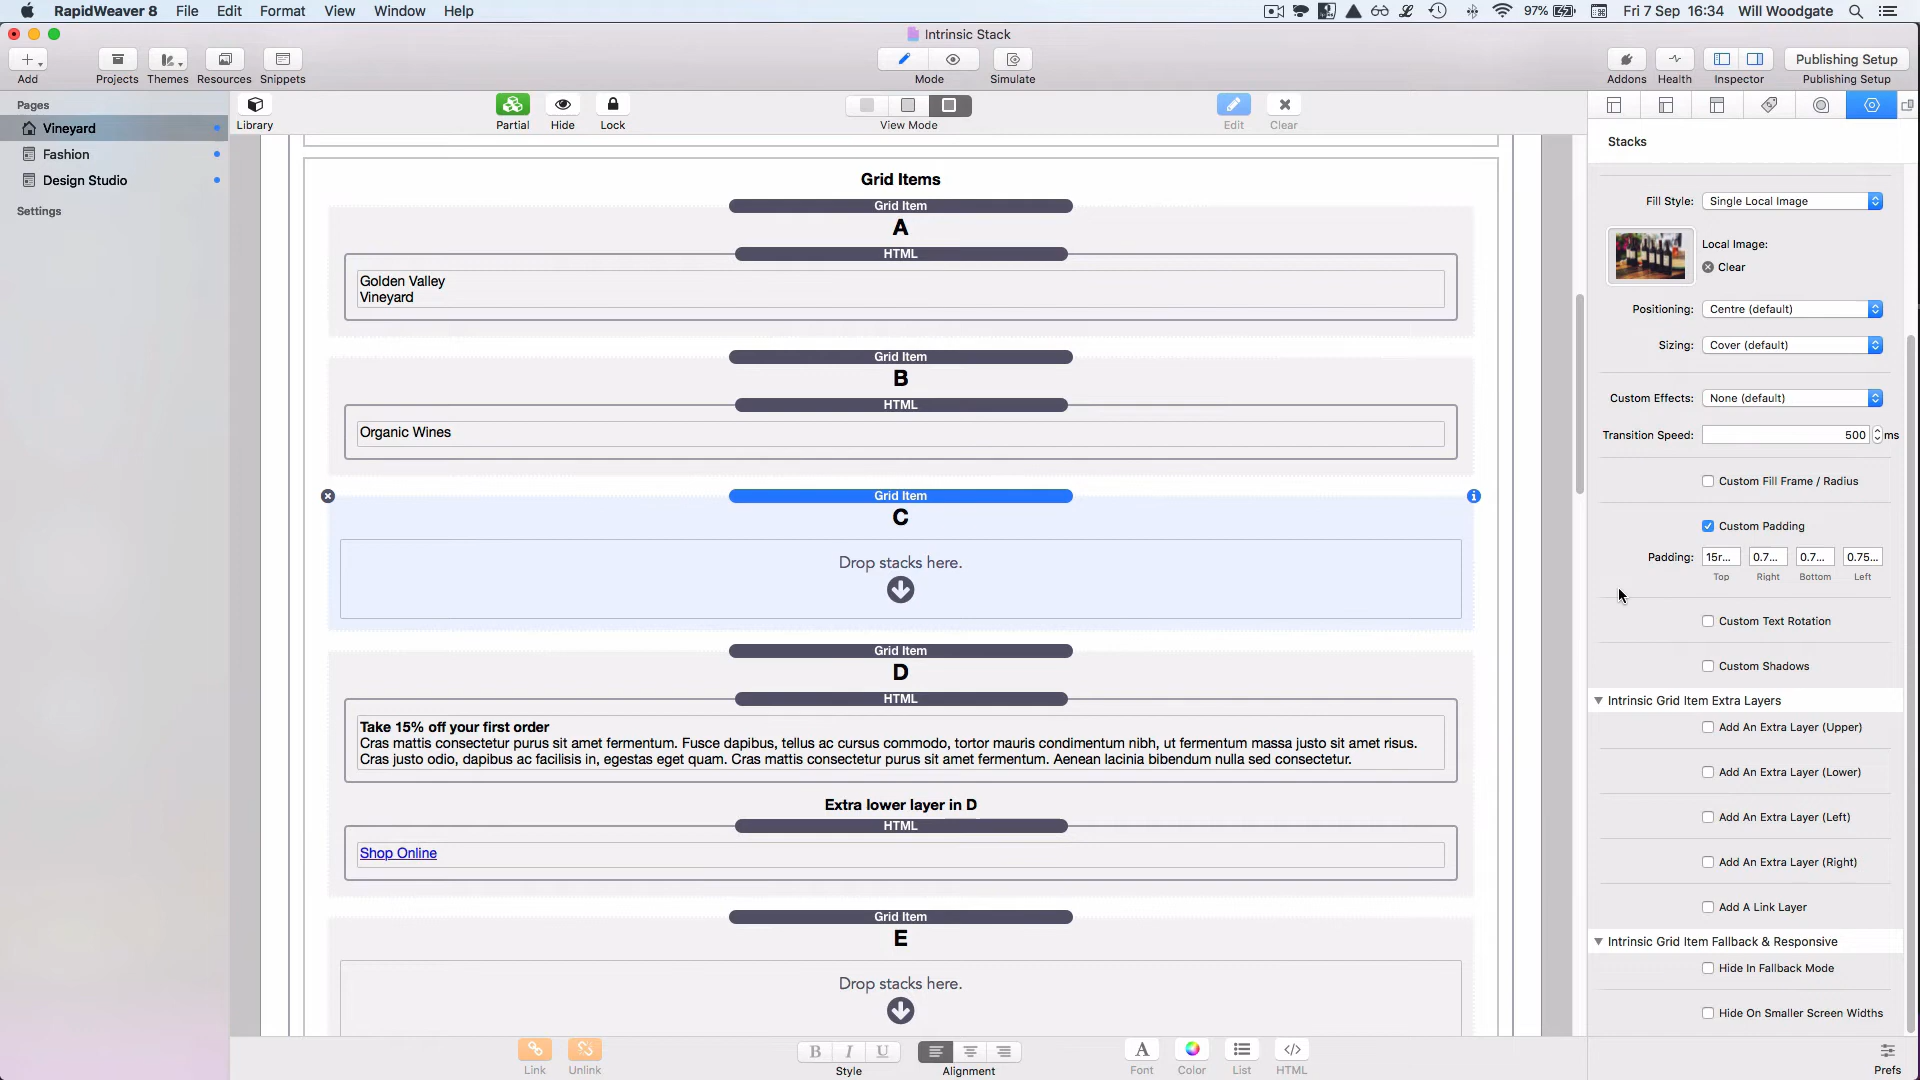 RapidWeaver 8 File Edit Format View Window Help
97% Fri 7 Sep 16:34 Will Woodgate
Intrinsic Stack
Add Projects Themes Resources Snippets
Mode Simulate
Publishing Setup
Addons Health Inspector Publishing Setup
Pages
Vineyard
Fashion
Design Studio
Settings
Library Partial Hide Lock View Mode Edit Clear
Grid Items
Grid Item
A
HTML
Golden Valley
Vineyard
Grid Item
B
HTML
Organic Wines
Grid Item
C
Drop stacks here.
Grid Item
D
HTML
Take 15% off your first order
Cras mattis consectetur purus sit amet fermentum. Fusce dapibus, tellus ac cursus commodo, tortor mauris condimentum nibh, ut fermentum massa justo sit amet risus.
Cras justo odio, dapibus ac facilisis in, egestas eget quam. Cras mattis consectetur purus sit amet fermentum. Aenean lacinia bibendum nulla sed consectetur.
Extra lower layer in D
HTML
Shop Online
Grid Item
E
Drop stacks here.
Link Unlink
B I U
Style Alignment
A
Font Color List HTML
Stacks
Fill Style: Single Local Image
Local Image:
Clear
Positioning: Centre (default)
Sizing: Cover (default)
Custom Effects: None (default)
Transition Speed: 500 ms
Custom Fill Frame / Radius
Custom Padding
Padding: 15r... 0.7... 0.7... 0.75...
Top Right Bottom Left
Custom Text Rotation
Custom Shadows
Intrinsic Grid Item Extra Layers
Add An Extra Layer (Upper)
Add An Extra Layer (Lower)
Add An Extra Layer (Left)
Add An Extra Layer (Right)
Add A Link Layer
Intrinsic Grid Item Fallback & Responsive
Hide In Fallback Mode
Hide On Smaller Screen Widths
Prefs